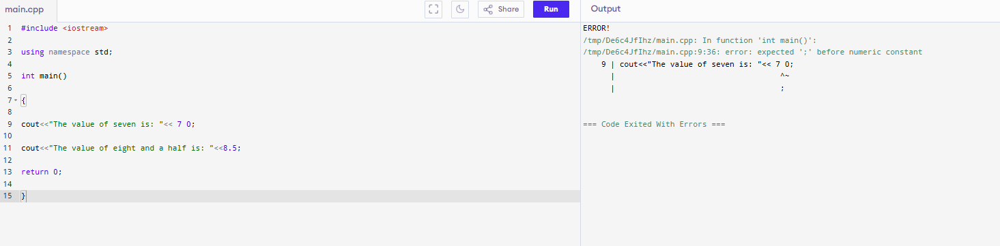 main.cpp
Share
Run
Output
1 #include <iostream>
2
3 using namespace std;
4
5 int main()
6
7 {
8
9 cout<<"The value of seven is: "<< 7 0;
10
11 cout<<"The value of eight and a half is: "<<8.5;
12
13 return 0;
14
15 }
ERROR!
/tmp/De6c4JfIhz/main.cpp: In function 'int main()':
/tmp/De6c4JfIhz/main.cpp:9:36: error: expected ';' before numeric constant
9 | cout<<"The value of seven is: "<< 7 0;
| ^~
| ;
=== Code Exited With Errors ===